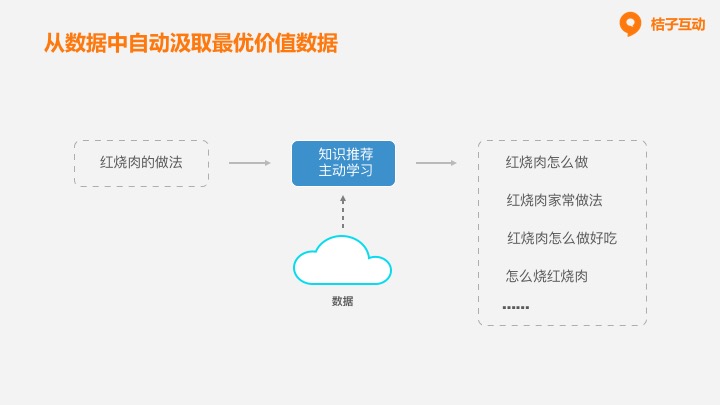 从数据中自动汲取最优价值数据
桔子互动
红烧肉的做法
知识推荐
主动学习
数据
红烧肉怎么做
红烧肉家常做法
红烧肉怎么做好吃
怎么烧红烧肉
……